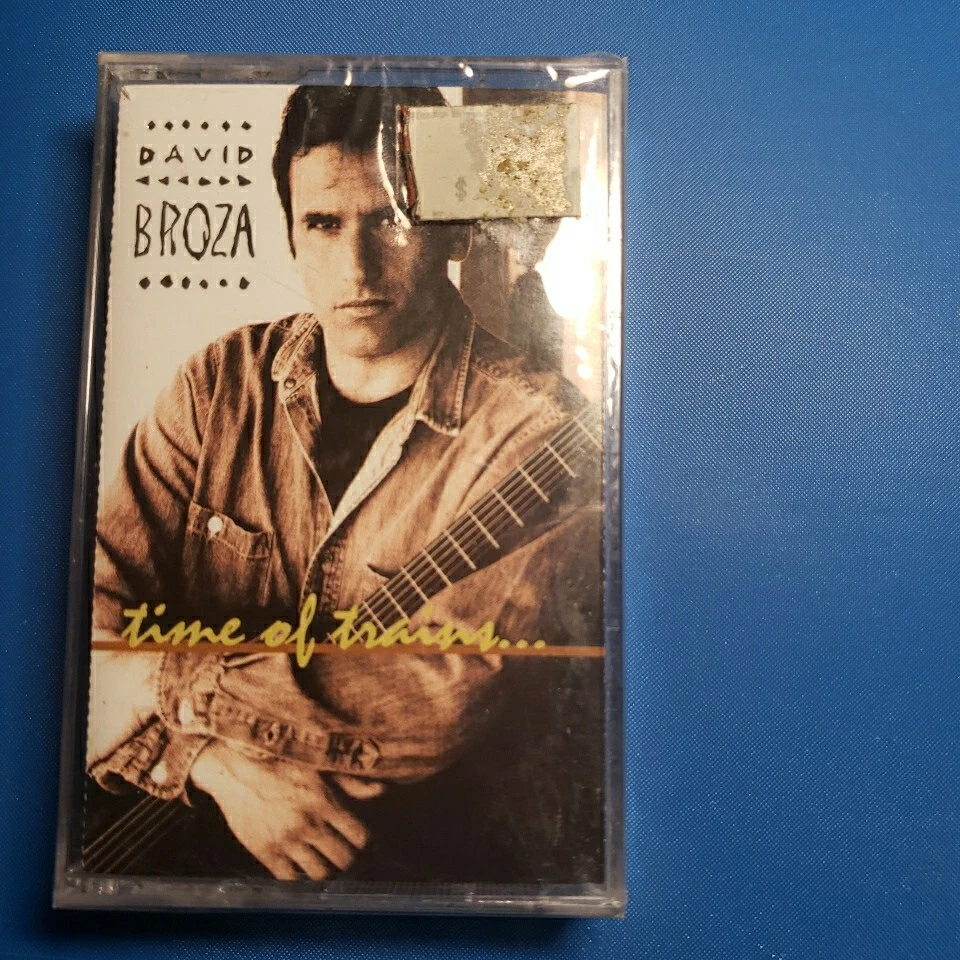 DAVID
BROZA
$
time of trains...